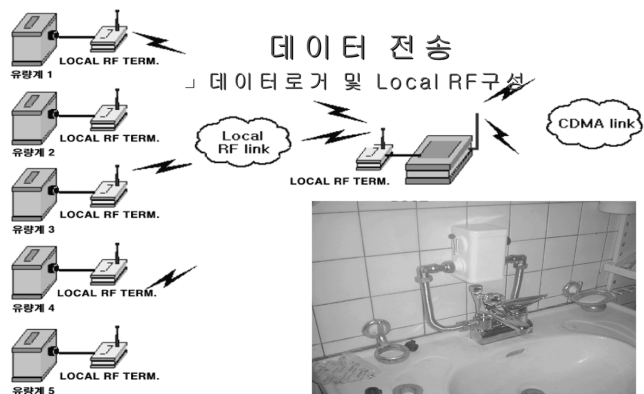 데이터 전송
」데이터로거 및 Local RF구성
LOCAL RF TERM.
유량계 1
LOCAL RF TERM.
유량계 2
LOCAL RF TERM.
유량계 3
LOCAL RF TERM.
유량계 4
LOCAL RF TERM.
유량계 5
Local
RF link
LOCAL RF TERM.
CDMA link